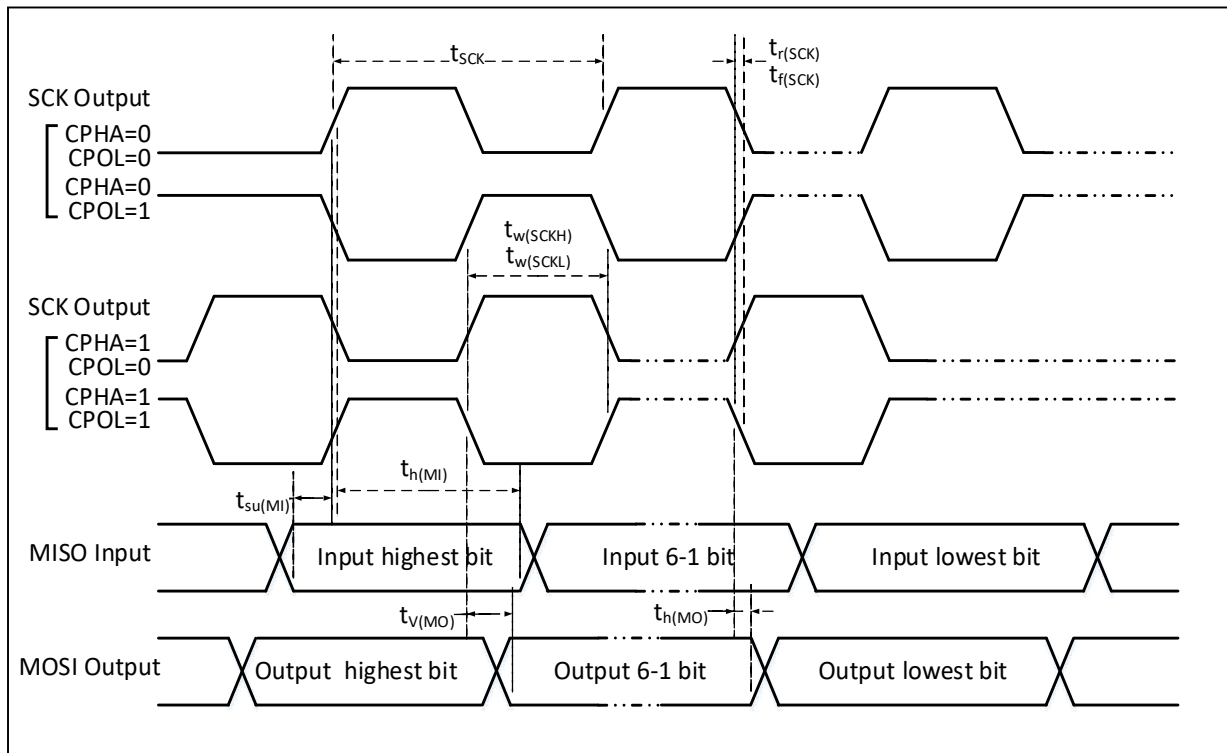 tSCK
tr(SCK)
tf(SCK)
SCK Output
CPHA=0
CPOL=0
CPHA=0
CPOL=1
tw(SCKH)
tw(SCKL)
SCK Output
CPHA=1
CPOL=0
CPHA=1
CPOL=1
th(MI)
tsu(MI)
MISO Input
Input highest bit
Input 6-1 bit
Input lowest bit
tV(MO)
th(MO)
MOSI Output
Output highest bit
Output 6-1 bit
Output lowest bit